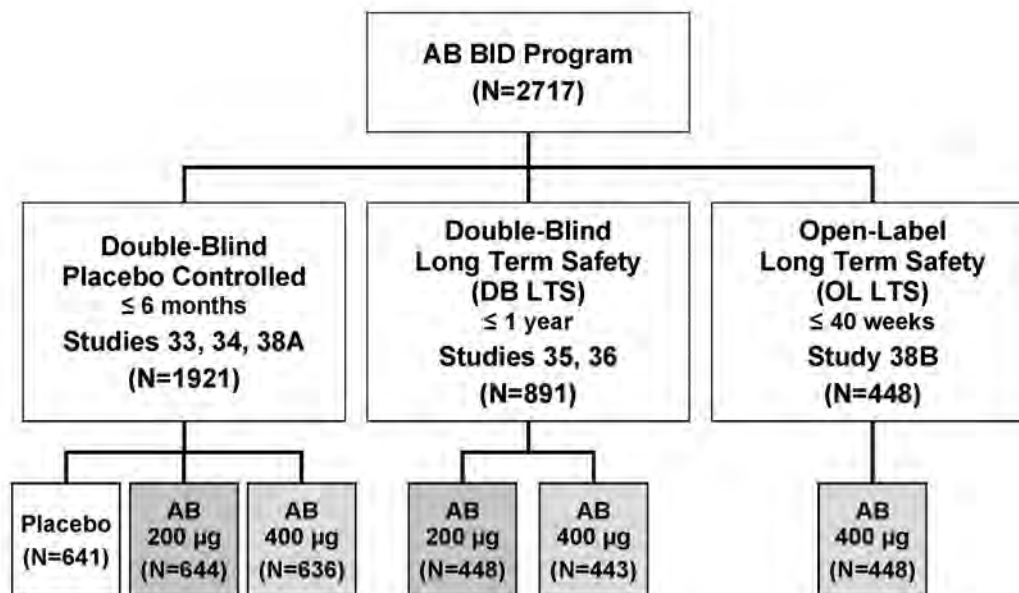 AB BID Program
(N=2717)
Double-Blind
Placebo Controlled
≤ 6 months
Studies 33, 34, 38A
(N=1921)
Double-Blind
Long Term Safety
(DB LTS)
≤ 1 year
Studies 35, 36
(N=891)
Open-Label
Long Term Safety
(OL LTS)
≤ 40 weeks
Study 38B
(N=448)
Placebo
(N=641)
AB
200 µg
(N=644)
AB
400 µg
(N=636)
AB
200 µg
(N=448)
AB
400 µg
(N=443)
AB
400 µg
(N=448)